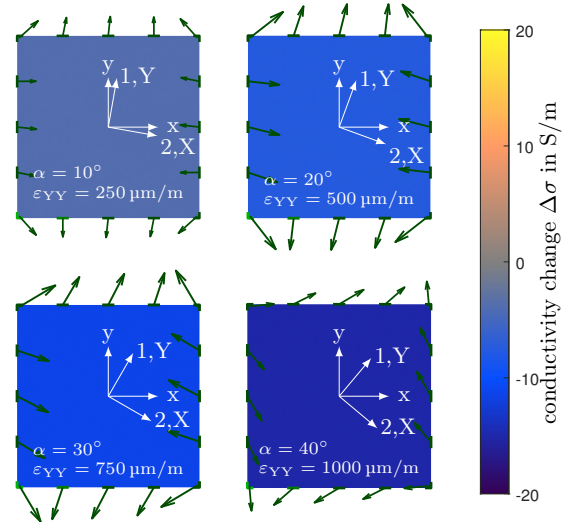 y
1,Y
x
2,X
α = 10°
ε_YY = 250 µm/m
y
1,Y
x
2,X
α = 20°
ε_YY = 500 µm/m
y
1,Y
x
2,X
α = 30°
ε_YY = 750 µm/m
y
1,Y
x
2,X
α = 40°
ε_YY = 1000 µm/m
20
10
0
-10
-20
conductivity change Δσ in S/m